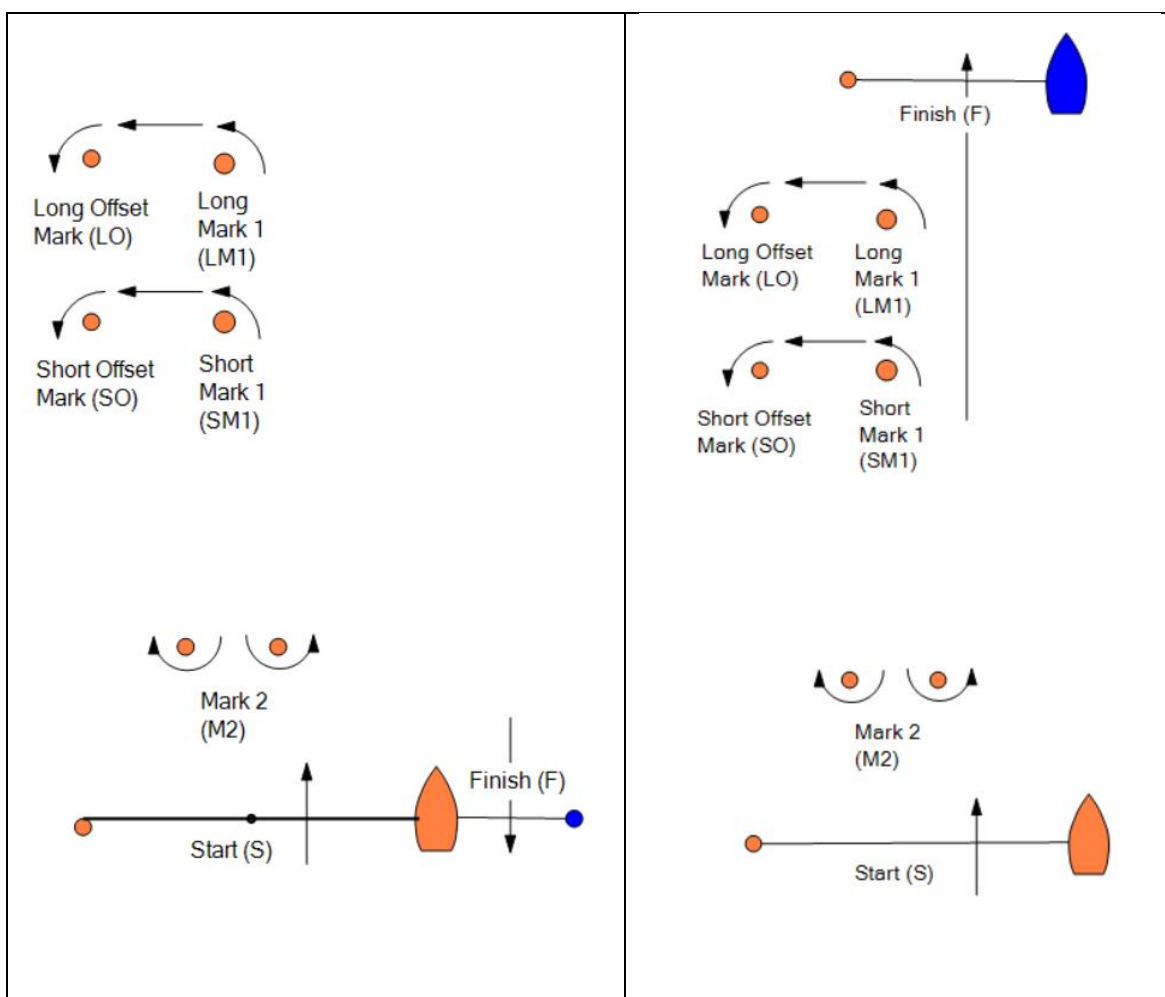 Long Offset
Mark (LO)
Long
Mark 1
(LM1)
Short Offset
Mark (SO)
Short
Mark 1
(SM1)
Mark 2
(M2)
Finish (F)
Start (S)
Finish (F)
Long Offset
Mark (LO)
Long
Mark 1
(LM1)
Short Offset
Mark (SO)
Short
Mark 1
(SM1)
Mark 2
(M2)
Start (S)